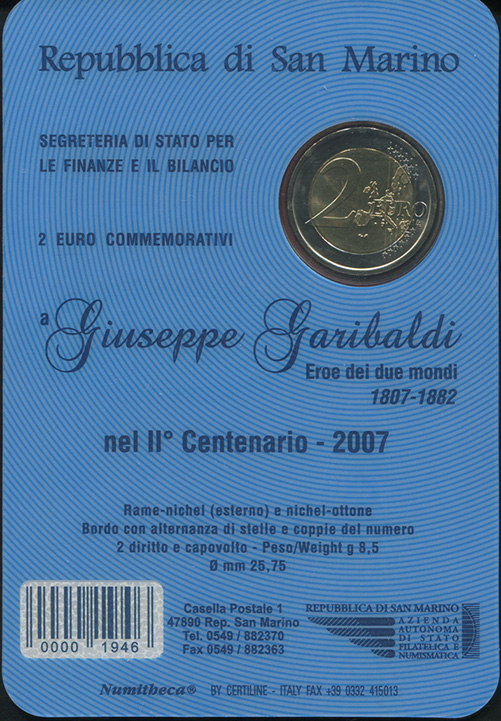 Repubblica di San Marino
SEGRETERIA DI STATO PER
LE FINANZE E IL BILANCIO
2 EURO
2 EURO COMMEMORATIVI
a Giuseppe Garibaldi
Eroe dei due mondi
1807-1882
nel II° Centenario - 2007
Rame-nichel (esterno) e nichel-ottone
Bordo con alternanza di stelle e coppie del numero
2 diritto e capovolto - Peso/Weight g 8,5
Ø mm 25,75
0000 1946
Casella Postale 1
47890 Rep. San Marino
Tel. 0549 / 882370
Fax 0549 / 882363
REPUBBLICA DI SAN MARINO
AZIENDA
AUTONOMA
DI STATO
FILATELICA E
NUMISMATICA
Numitheca® BY CERTILINE - ITALY FAX +39 0332 415013